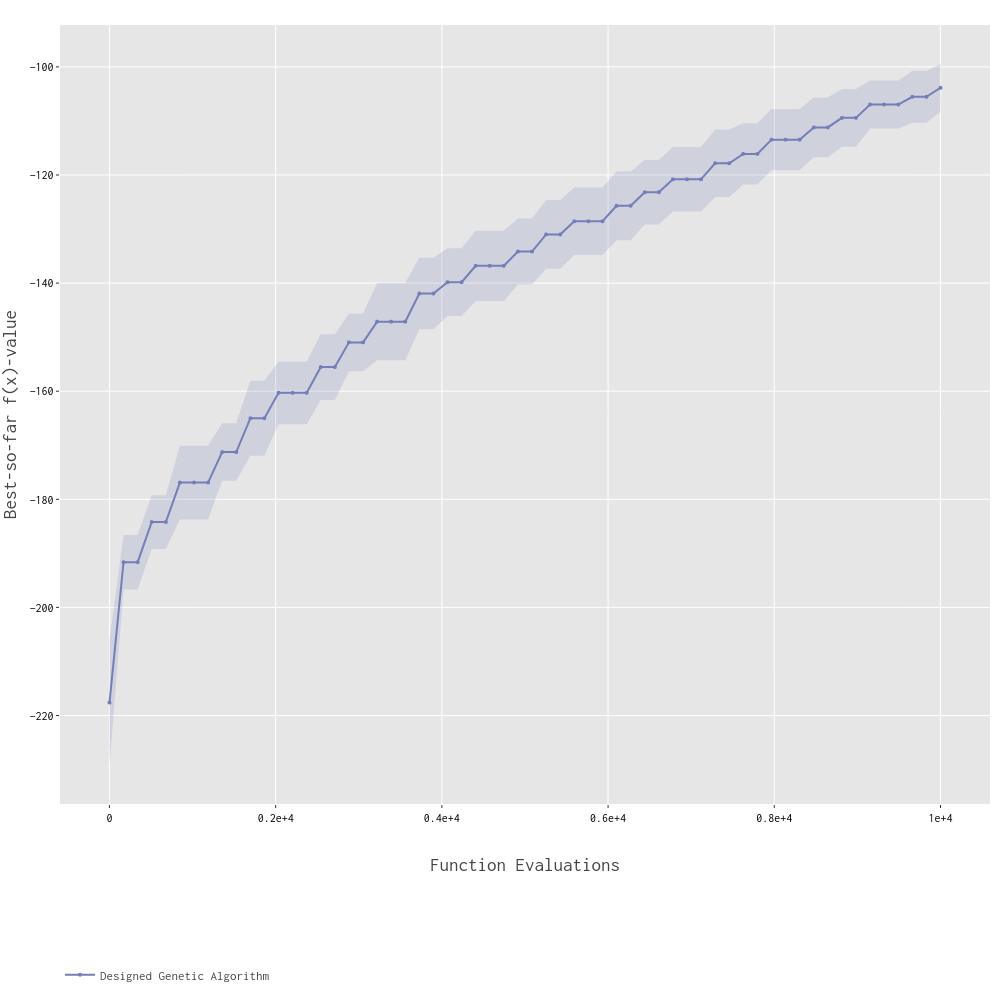 Best-so-far f(x)-value
−100
−120
−140
−160
−180
−200
−220
0
0.2e+4
0.4e+4
0.6e+4
0.8e+4
1e+4
Function Evaluations
Designed Genetic Algorithm